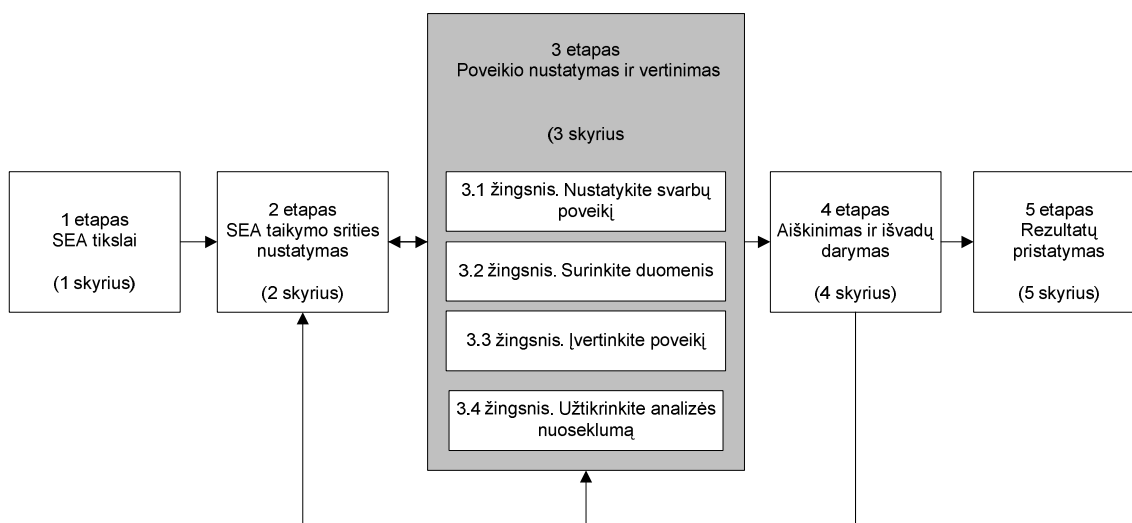 1 etapas
SEA tikslai
(1 skyrius)
2 etapas
SEA taikymo srities
nustatymas
(2 skyrius)
3 etapas
Poveikio nustatymas ir vertinimas
(3 skyrius
3.1 žingsnis. Nustatykite svarbų
poveikį
3.2 žingsnis. Surinkite duomenis
3.3 žingsnis. Įvertinkite poveikį
3.4 žingsnis. Užtikrinkite analizės
nuoseklumą
4 etapas
Aiškinimas ir išvadų
darymas
(4 skyrius)
5 etapas
Rezultatų
pristatymas
(5 skyrius)